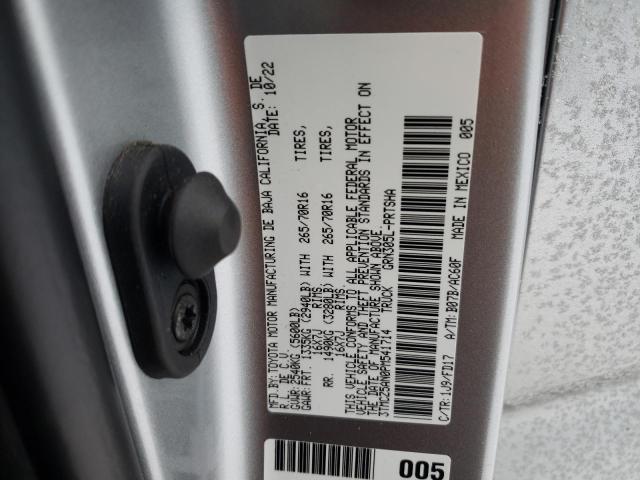 MFD.BY:TOYOTA MOTOR MANUFACTURING DE BAJA CALIFORNIA, S. DE
R.L. DE C.V. DATE: 10/22
GVWR:2540KG(5600LB)
GAWR:FRT. 1335KG(2940LB)WITH 265/70R16 TIRES,
16X7J RIMS
RR. 1490KG(3280LB)WITH 265/70R16 TIRES,
16X7J RIMS
THIS VEHICLE CONFORMS TO ALL APPLICABLE FEDERAL MOTOR
VEHICLE SAFETY AND THEFT PREVENTION STANDARDS IN EFFECT ON
THE DATE OF MANUFACTURE SHOWN ABOVE.
3TMCZ5AN0PM541714 TRUCK GRN305L-PRTSHA
C/TR:1J9/FD17 A/TM:B07B/AC60F MADE IN MEXICO 005
005